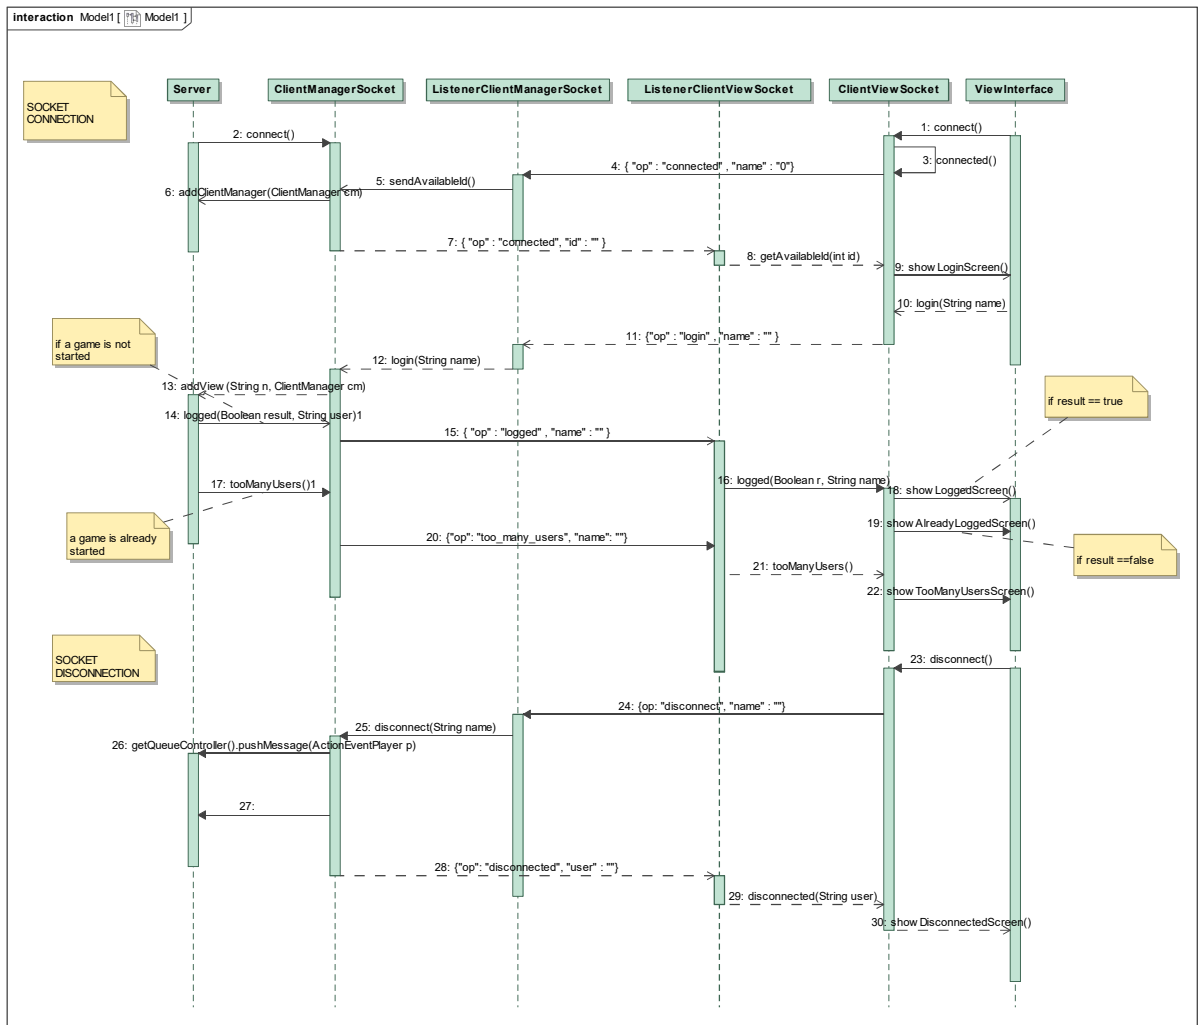 interaction Model1 [ Model1 ]
Server
ClientManagerSocket
ListenerClientManagerSocket
ListenerClientViewSocket
ClientViewSocket
ViewInterface
SOCKET
CONNECTION
1: connect()
2: connect()
3: connected()
4: { "op" : "connected" , "name" : "0"}
5: sendAvailableId()
6: addClientManager(ClientManager cm)
7: { "op" : "connected", "id" : "" }
8: getAvailableId(int id)
9: show LoginScreen()
10: login(String name)
if a game is not
started
11: {"op" : "login" , "name" : "" }
12: login(String name)
13: addView (String n, ClientManager cm)
if result == true
14: logged(Boolean result, String user)1
15: { "op" : "logged" , "name" : "" }
16: logged(Boolean r, String name)
17: tooManyUsers()1
18: show LoggedScreen()
a game is already
started
19: show AlreadyLoggedScreen()
20: {"op": "too_many_users", "name": ""}
if result ==false
21: tooManyUsers()
22: show TooManyUsersScreen()
SOCKET
DISCONNECTION
23: disconnect()
24: {op: "disconnect", "name" : ""}
25: disconnect(String name)
26: getQueueController().pushMessage(ActionEventPlayer p)
27:
28: {"op": "disconnected", "user" : ""}
29: disconnected(String user)
30: show DisconnectedScreen()